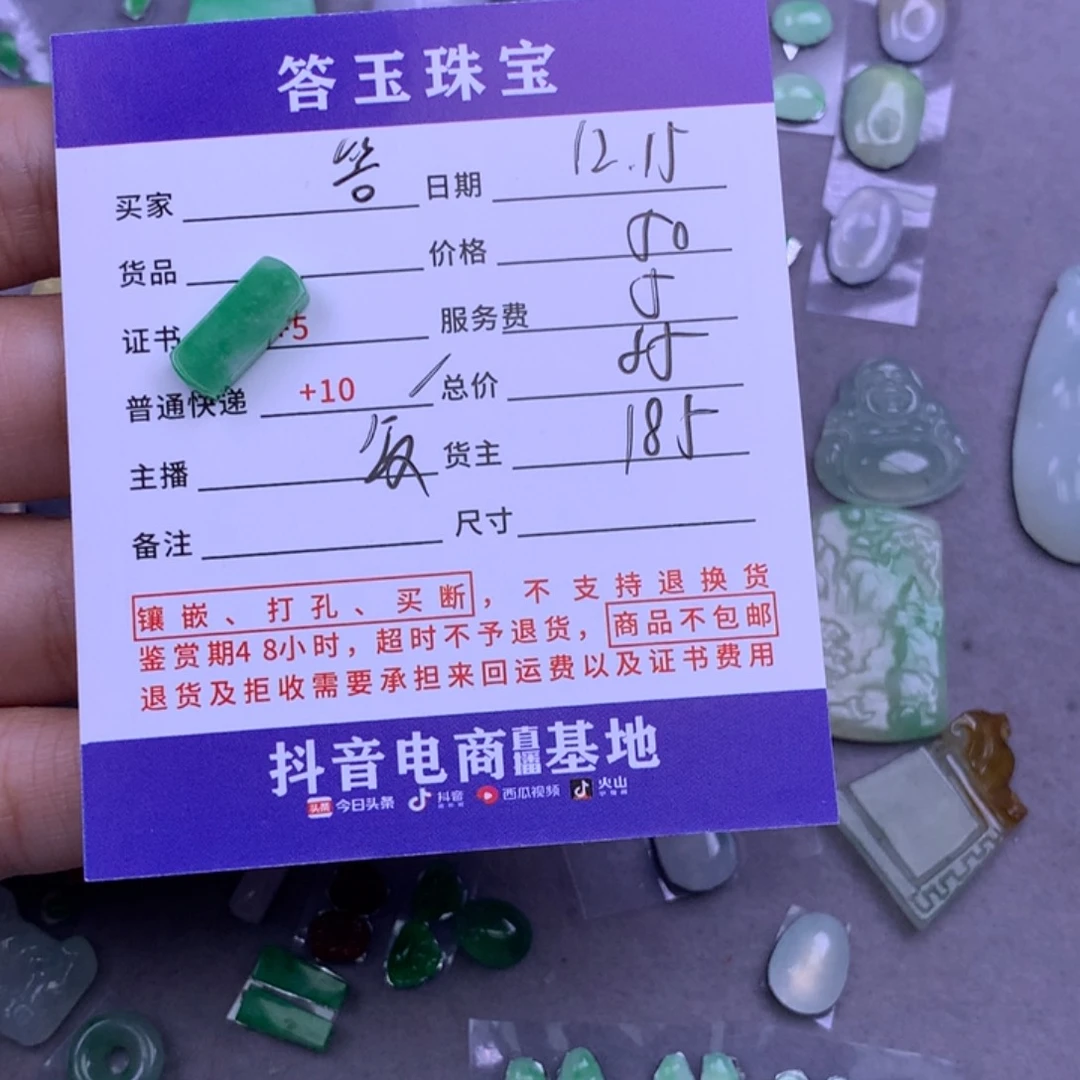 答玉珠宝
买家 答 日期 12.15
货品 价格 50
证书 +5 服务费 5
普通快递 +10 总价 55
主播 货主 185
备注 尺寸
镶嵌、打孔、买断，不支持退换货
鉴赏期48小时，超时不予退货，商品不包邮
退货及拒收需要承担来回运费以及证书费用
抖音电商直播基地
头条 今日头条 抖音 西瓜视频 火山